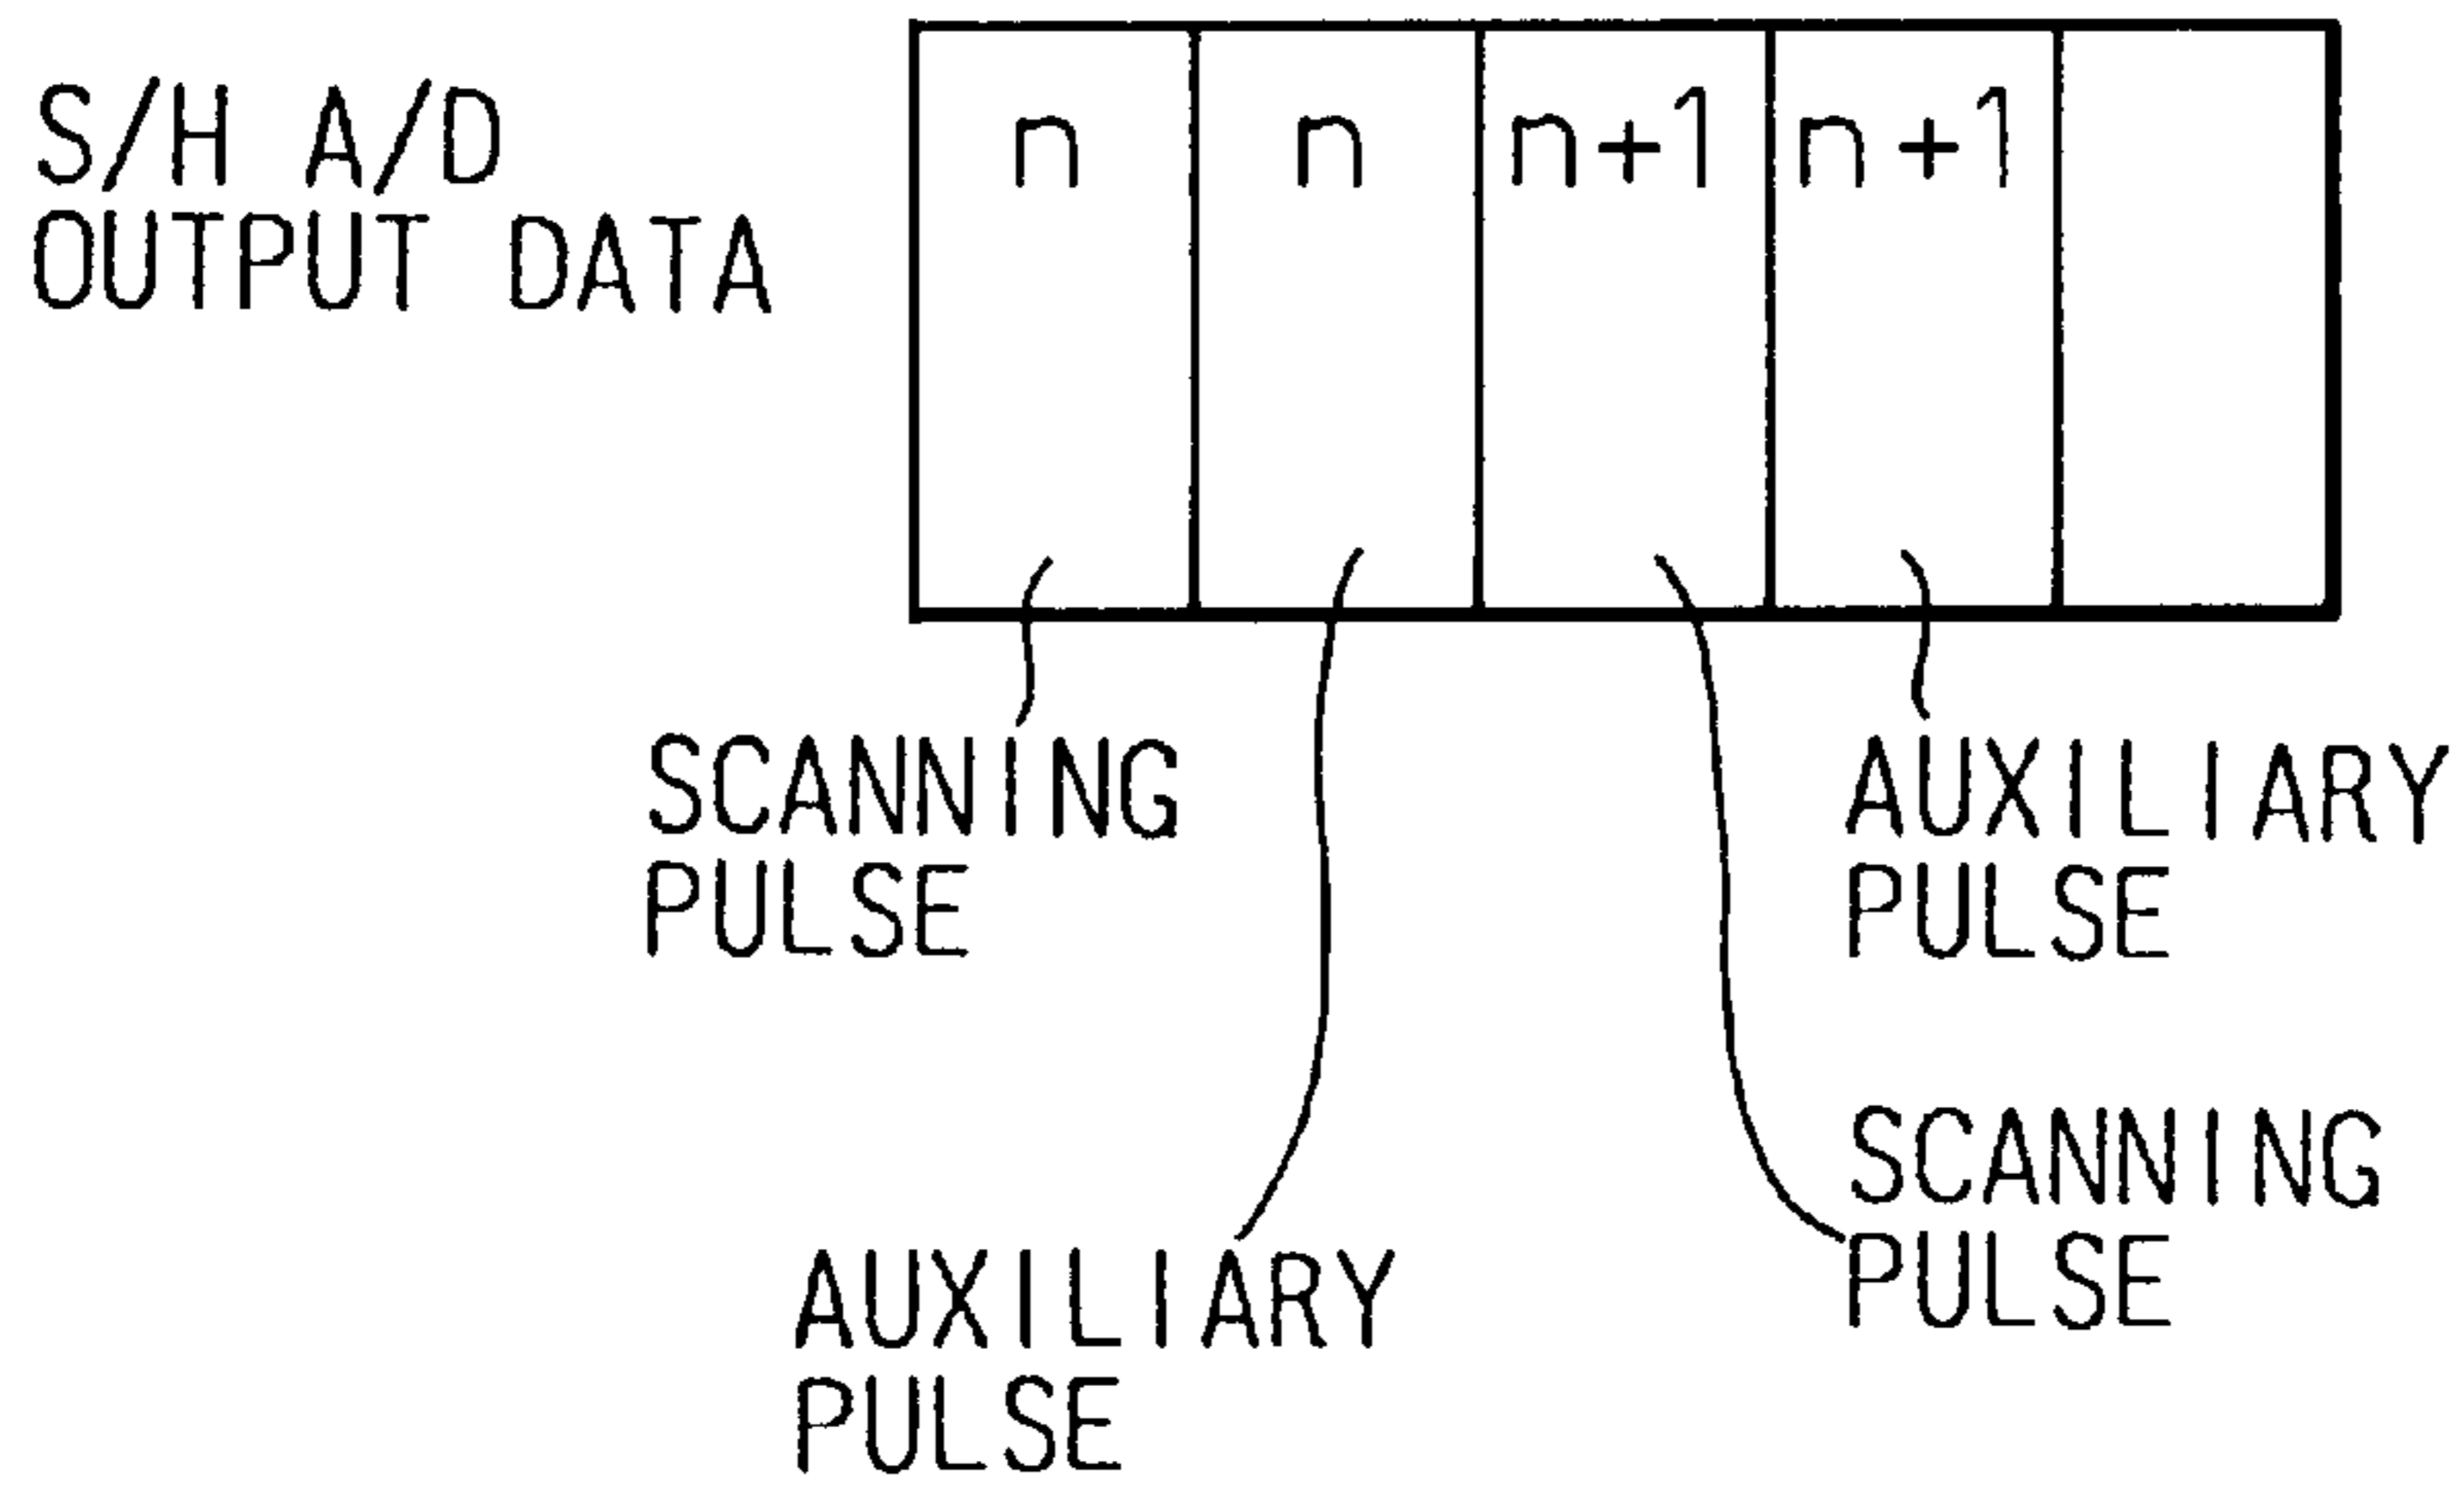 S/H A/D
OUTPUT DATA
n n n+1 n+1
SCANNING
PULSE
AUXILIARY
PULSE
AUXILIARY
PULSE
SCANNING
PULSE